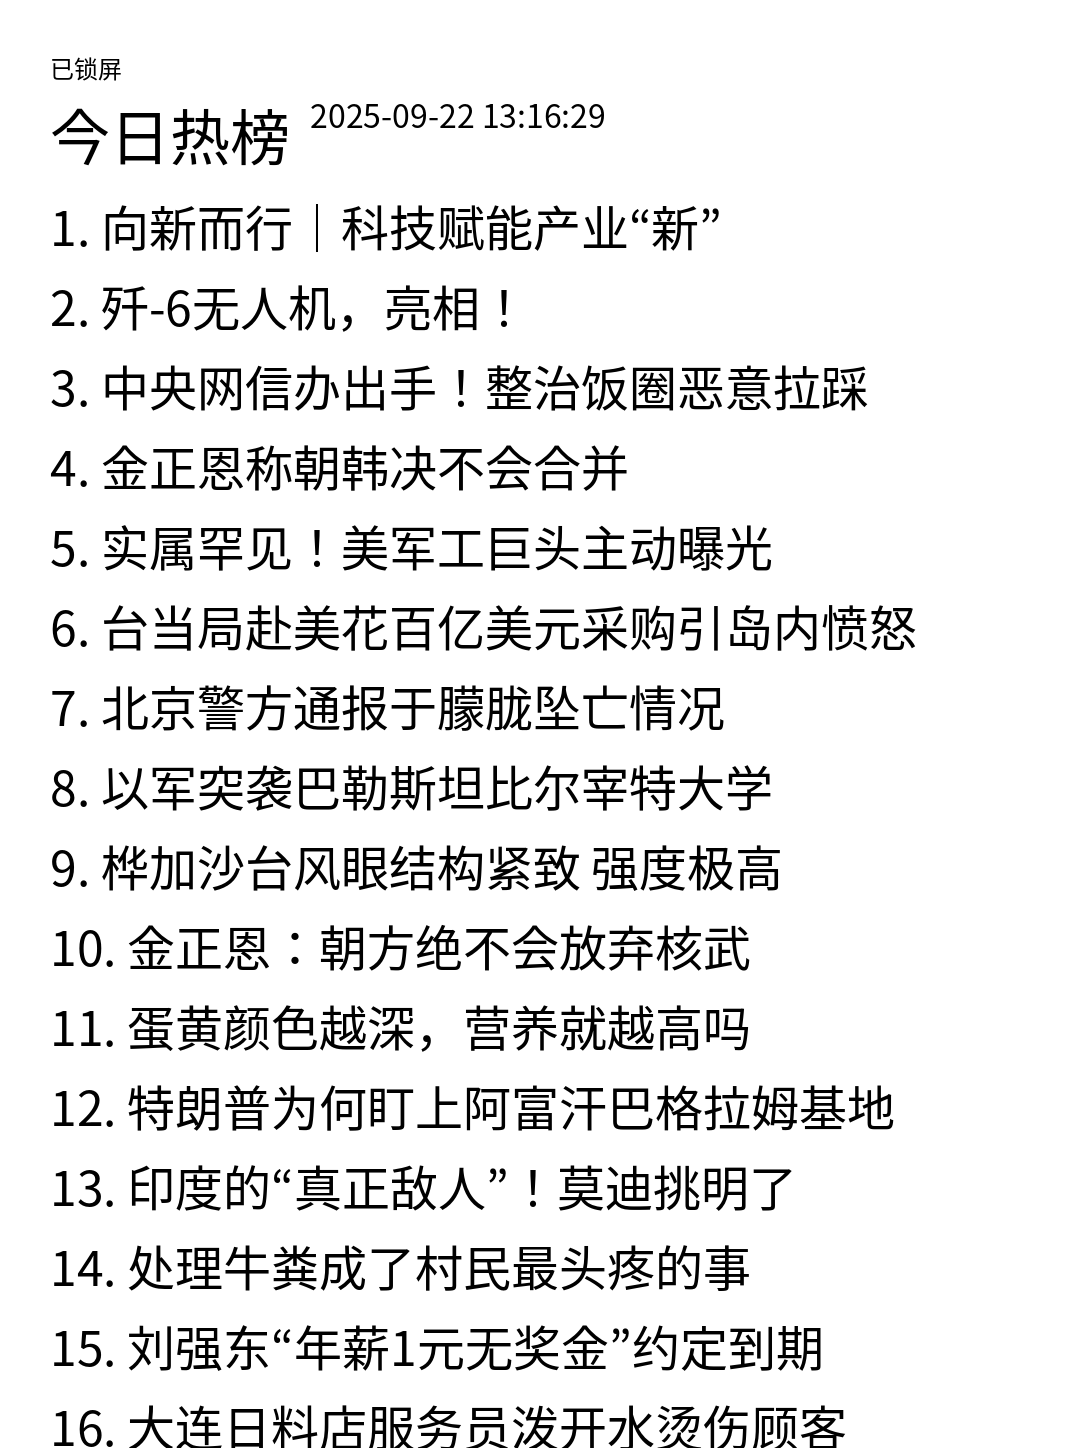 已锁屏
今日热榜 2025-09-22 13:16:29
1. 向新而行｜科技赋能产业“新”
2. 歼-6无人机，亮相！
3. 中央网信办出手！整治饭圈恶意拉踩
4. 金正恩称朝韩决不会合并
5. 实属罕见！美军工巨头主动曝光
6. 台当局赴美花百亿美元采购引岛内愤怒
7. 北京警方通报于朦胧坠亡情况
8. 以军突袭巴勒斯坦比尔宰特大学
9. 桦加沙台风眼结构紧致 强度极高
10. 金正恩：朝方绝不会放弃核武
11. 蛋黄颜色越深，营养就越高吗
12. 特朗普为何盯上阿富汗巴格拉姆基地
13. 印度的“真正敌人”！莫迪挑明了
14. 处理牛粪成了村民最头疼的事
15. 刘强东“年薪1元无奖金”约定到期
16. 大连日料店服务员泼开水烫伤顾客